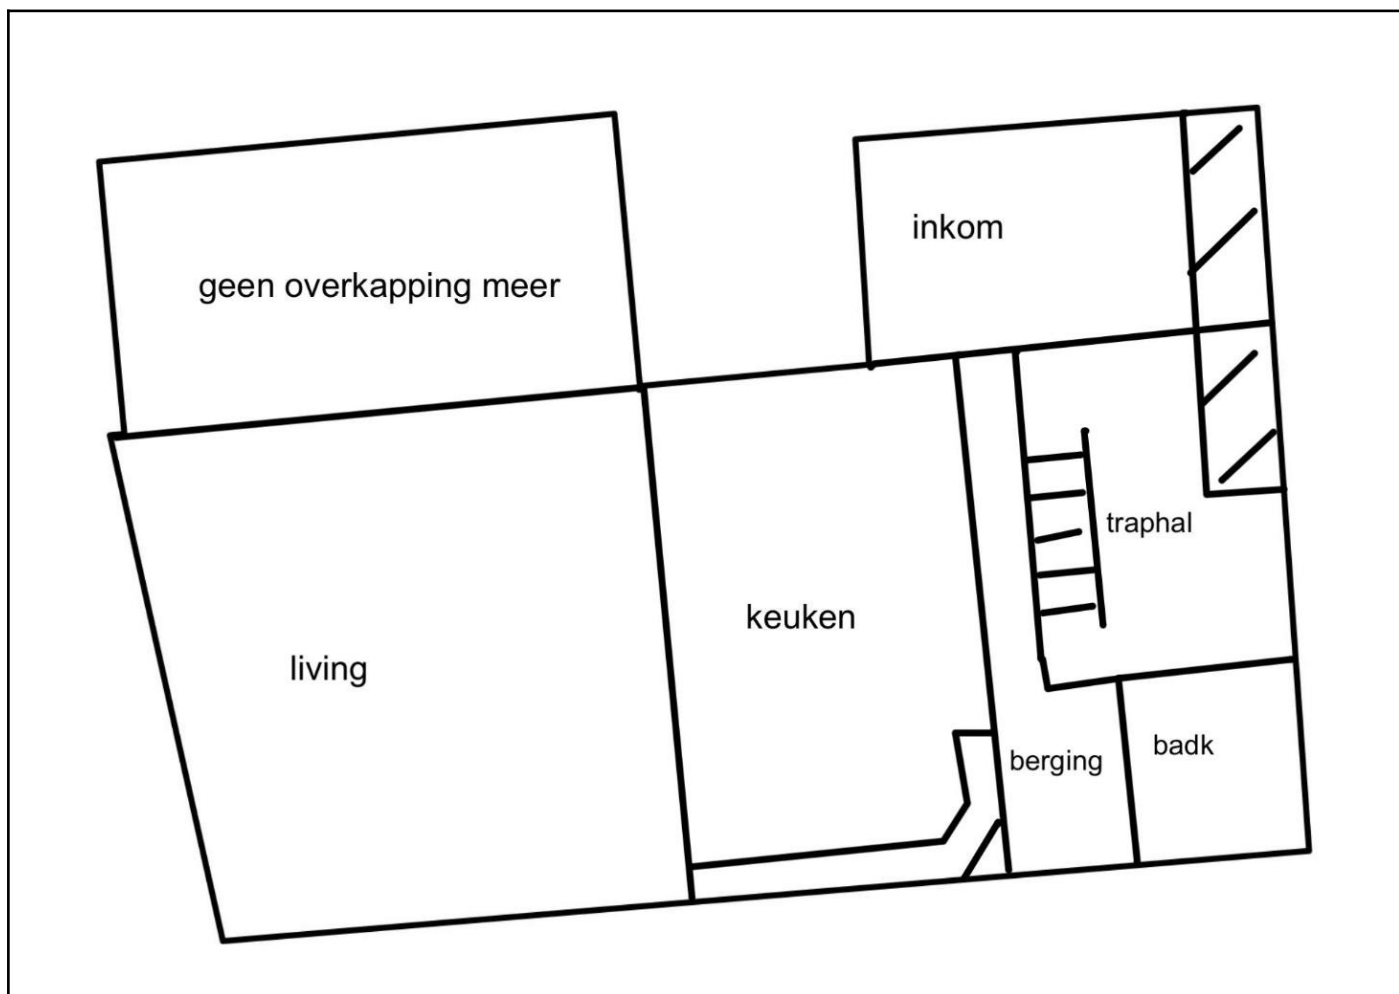 inkom
geen overkapping meer
traphal
keuken
living
badk
berging